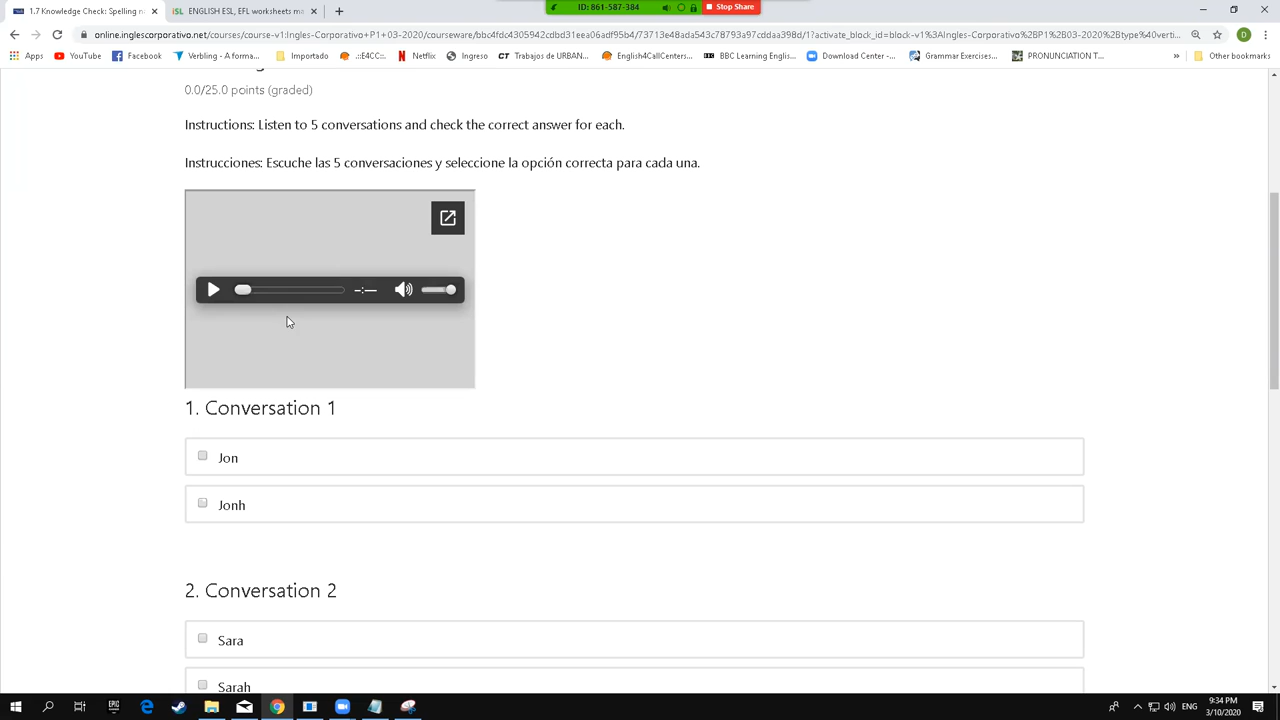 1.7 Knowledge Check: Spelling n
ENGLISH ESL, EFL worksheets ma
ID: 861-587-384
Stop Share
Apps
YouTube
Facebook
Verbling - A forma...
Importado
.::E4CC::.
Netflix
Ingreso
CT Trabajos de URBAN...
English4CallCenters...
BBC Learning Englis...
Download Center -...
Grammar Exercises...
PRONUNCIATION T...
»
Other bookmarks
0.0/25.0 points (graded)
Instructions: Listen to 5 conversations and check the correct answer for each.
Instrucciones: Escuche las 5 conversaciones y seleccione la opción correcta para cada una.
-:--
1. Conversation 1
Jon
Jonh
2. Conversation 2
Sara
Sarah
ENG
9:34 PM
3/10/2020